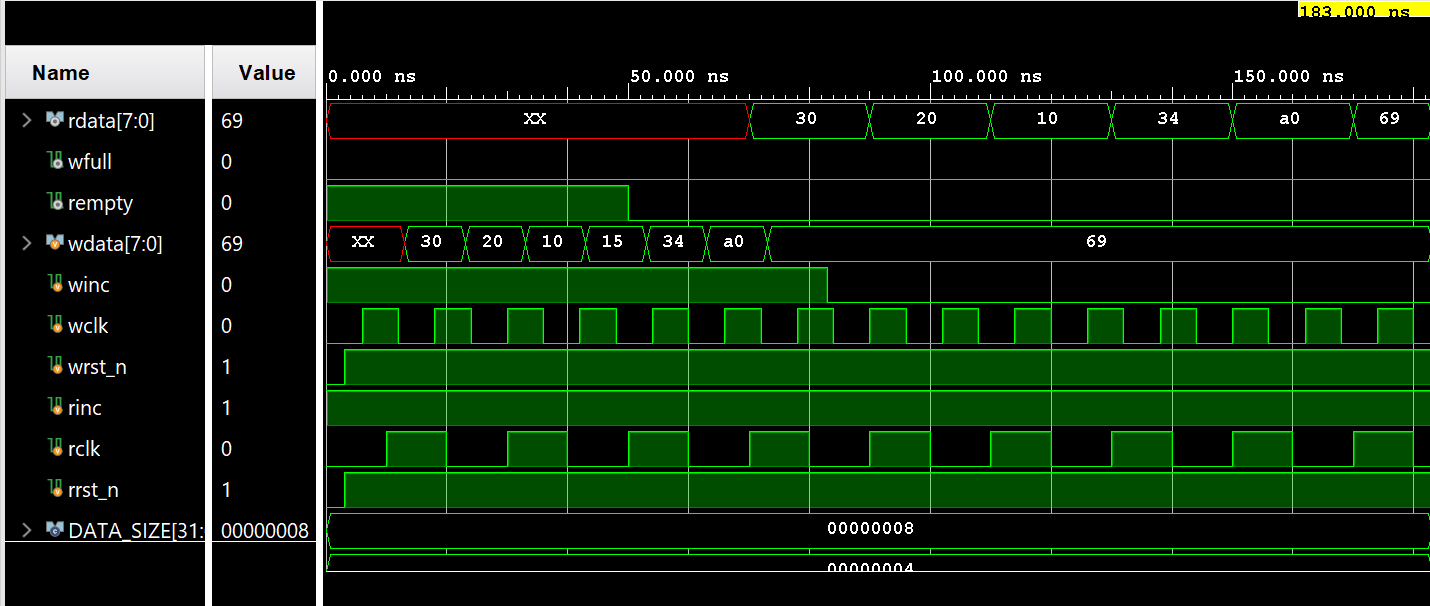 183.000 ns
Name Value
0.000 ns 50.000 ns 100.000 ns 150.000 ns
rdata[7:0] 69 XX 30 20 10 34 a0 69
wfull 0
rempty 0
wdata[7:0] 69 XX 30 20 10 15 34 a0 69
winc 0
wclk 0
wrst_n 1
rinc 1
rclk 0
rrst_n 1
DATA_SIZE[31: 00000008 00000008
00000004